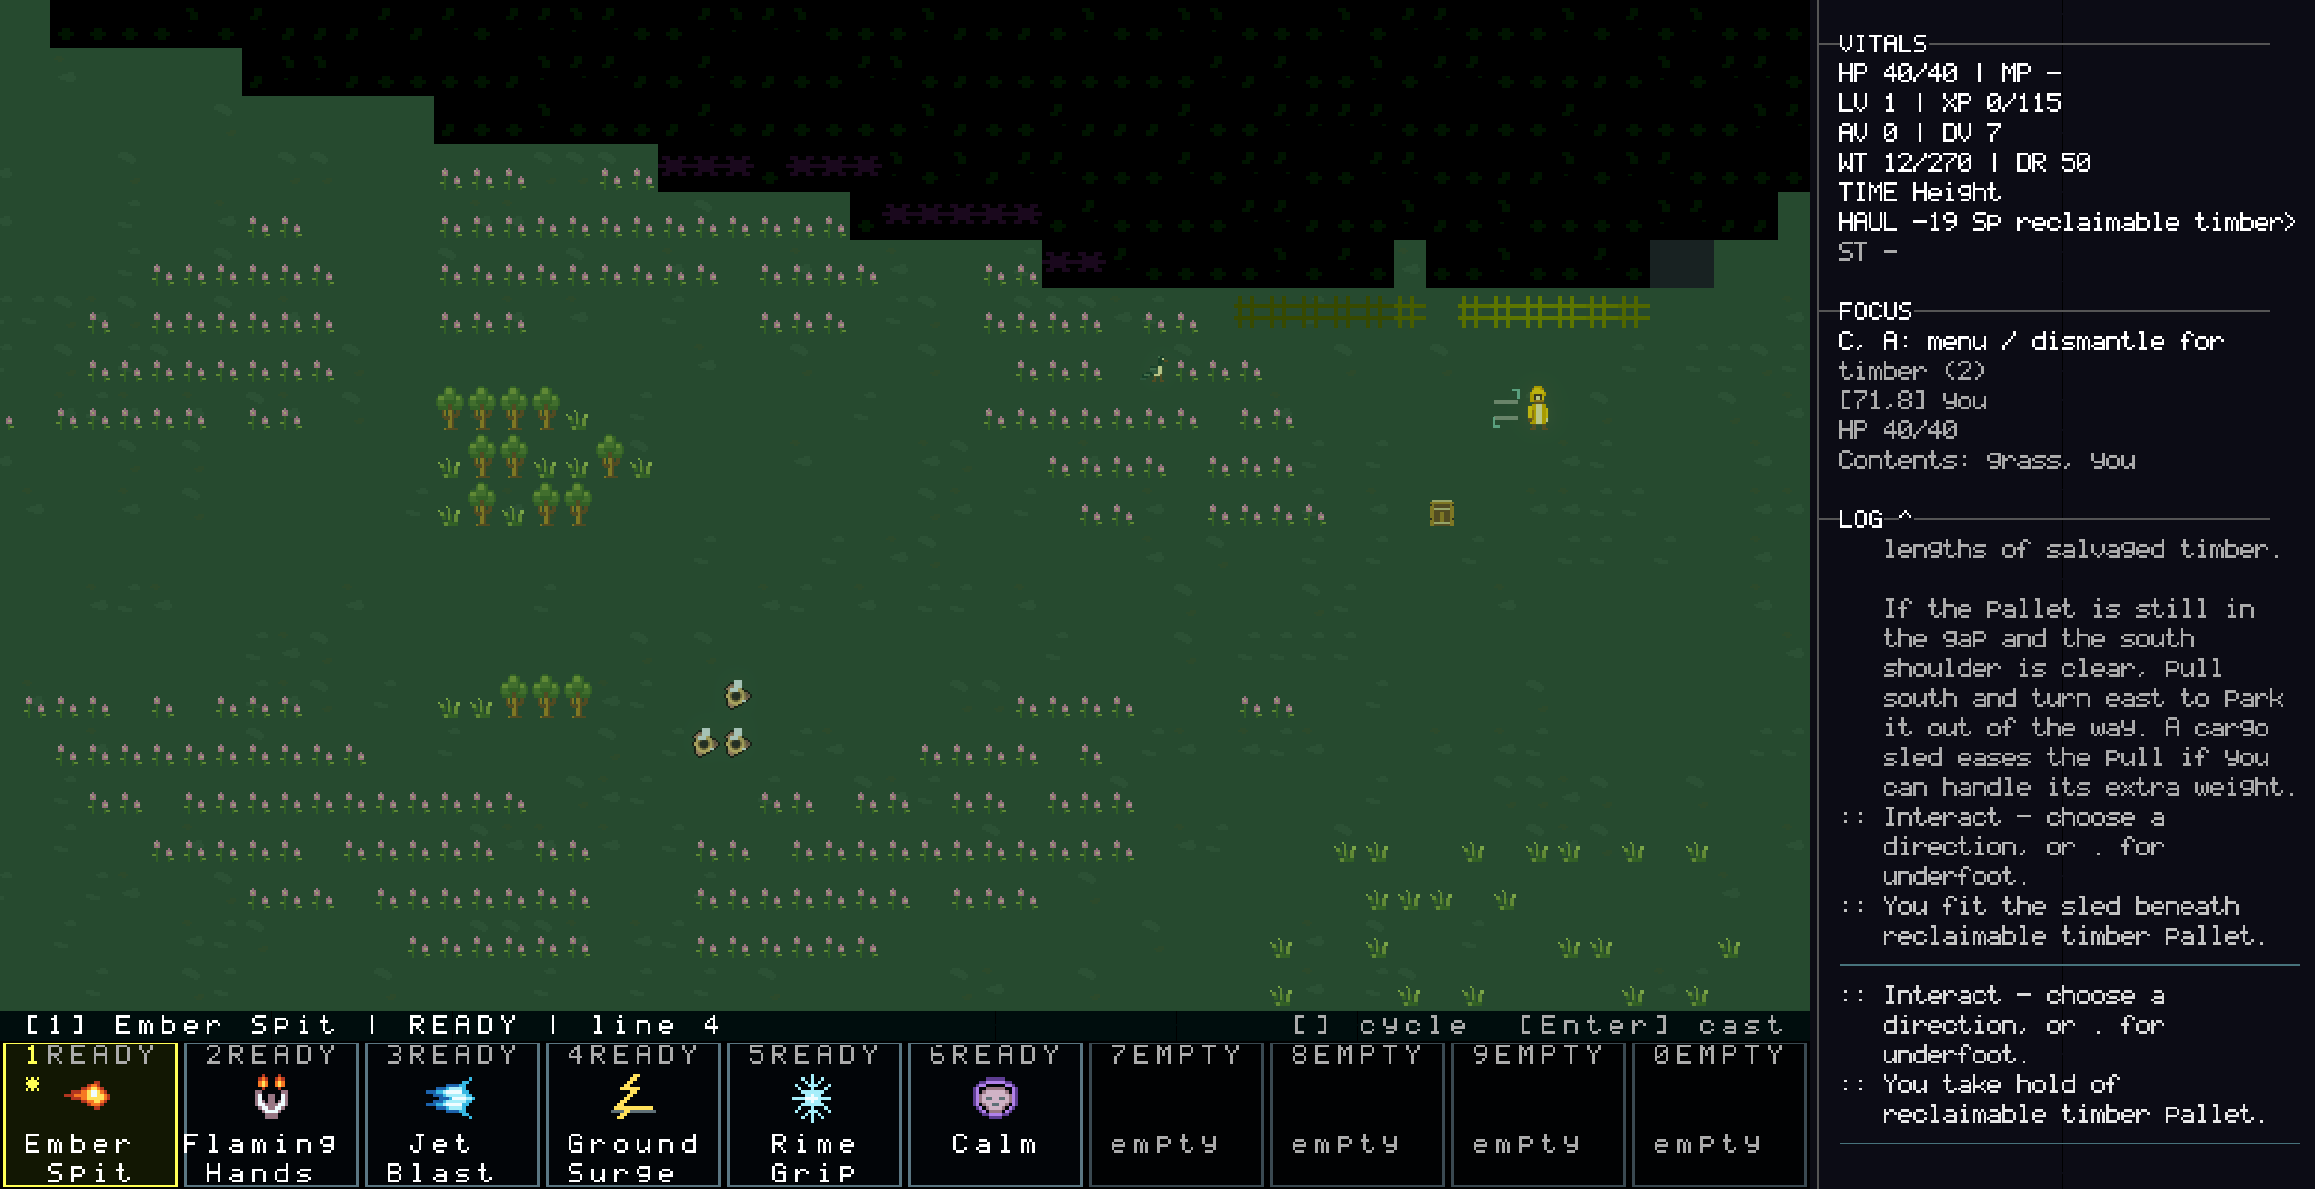 VITALS
HP 40/40 | MP -
LV 1 | XP 0/115
AV 0 | DV 7
WT 12/270 | DR 50
TIME Height
HAUL -19 Sp reclaimable timber>
ST -
FOCUS
C, A: menu / dismantle for
timber (2)
[71,8] you
HP 40/40
Contents: grass, you
LOG ^
lengths of salvaged timber.
If the pallet is still in
the gap and the south
shoulder is clear, pull
south and turn east to park
it out of the way. A cargo
sled eases the pull if you
can handle its extra weight.
:: Interact - choose a
direction, or . for
underfoot.
:: You fit the sled beneath
reclaimable timber pallet.
:: Interact - choose a
direction, or . for
underfoot.
:: You take hold of
reclaimable timber pallet.
[1] Ember Spit | READY | line 4
[] cycle [Enter] cast
1READY 2READY 3READY 4READY 5READY 6READY 7EMPTY 8EMPTY 9EMPTY 0EMPTY
Ember Flaming Jet Ground Rime Calm empty empty empty empty
Spit Hands Blast Surge Grip